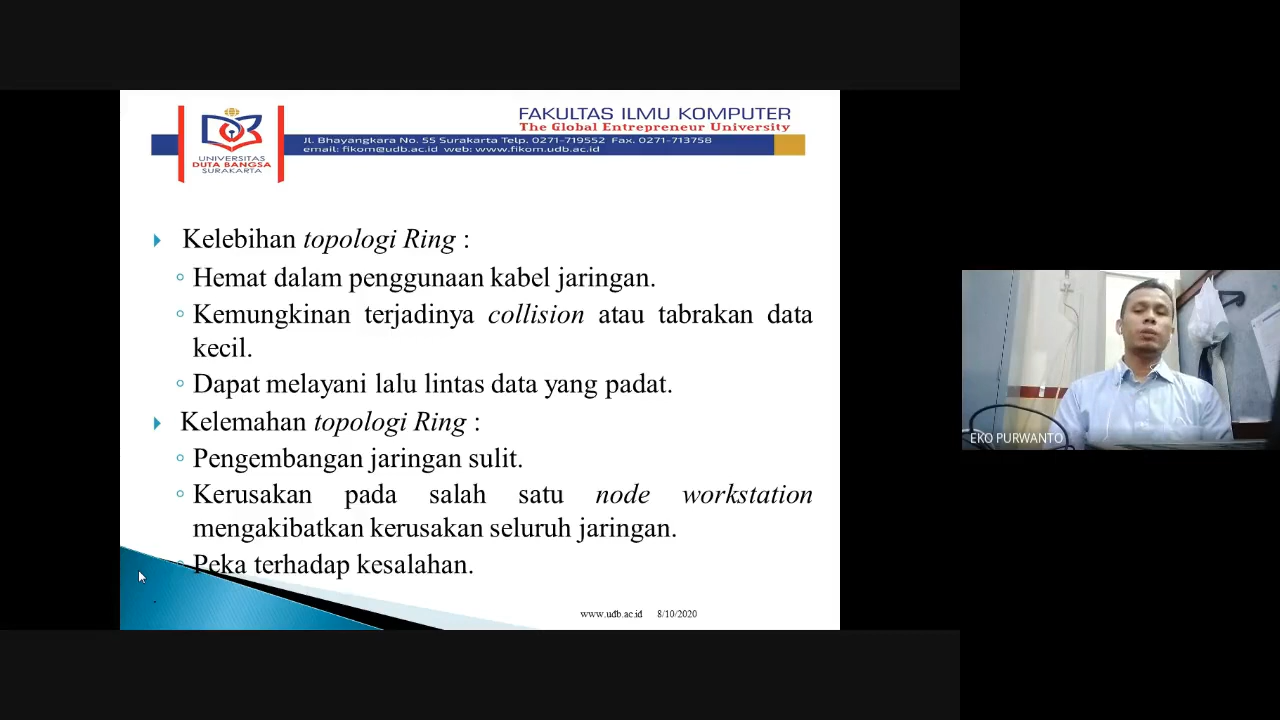 FAKULTAS ILMU KOMPUTER
The Global Entrepreneur University
Jl. Bhayangkara No. 55 Surakarta Telp. 0271-719552 Fax. 0271-713758
email: fikom@udb.ac.id web: www.fikom.udb.ac.id
UNIVERSITAS
DUTA BANGSA
SURAKARTA
Kelebihan topologi Ring :
Hemat dalam penggunaan kabel jaringan.
Kemungkinan terjadinya collision atau tabrakan data
kecil.
Dapat melayani lalu lintas data yang padat.
Kelemahan topologi Ring :
Pengembangan jaringan sulit.
Kerusakan pada salah satu node workstation
mengakibatkan kerusakan seluruh jaringan.
Peka terhadap kesalahan.
www.udb.ac.id 8/10/2020
EKO PURWANTO